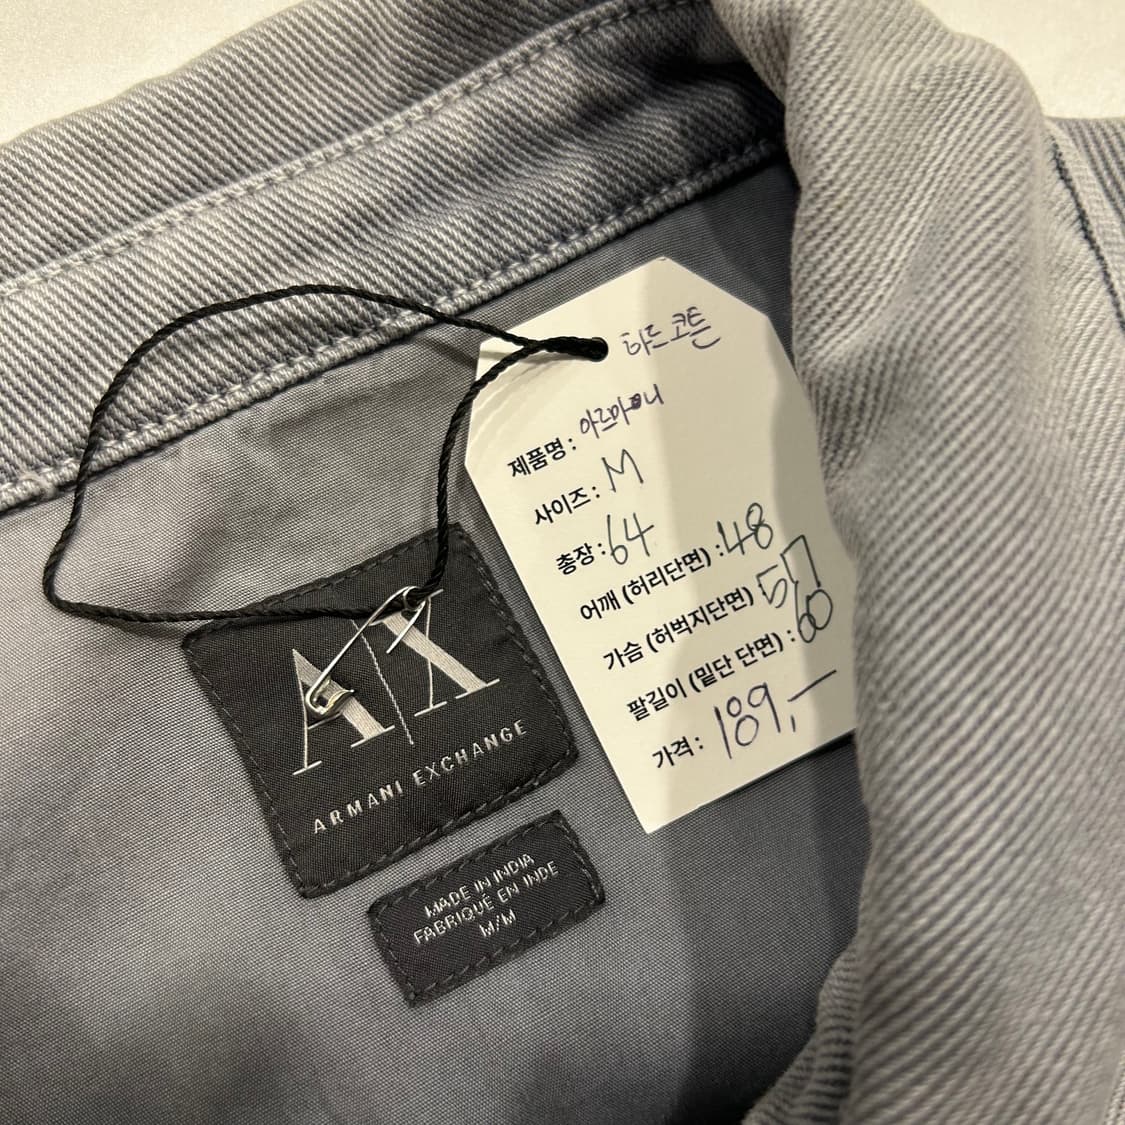 하드 코튼
제품명 : 아르마니
사이즈 : M
총장 : 64
어깨 (허리단면) : 48
가슴 (허벅지단면) 57
팔길이 (밑단 단면) : 60
가격 : 189,-
A|X
ARMANI EXCHANGE
MADE IN INDIA
FABRIQUÉ EN INDE
M/M